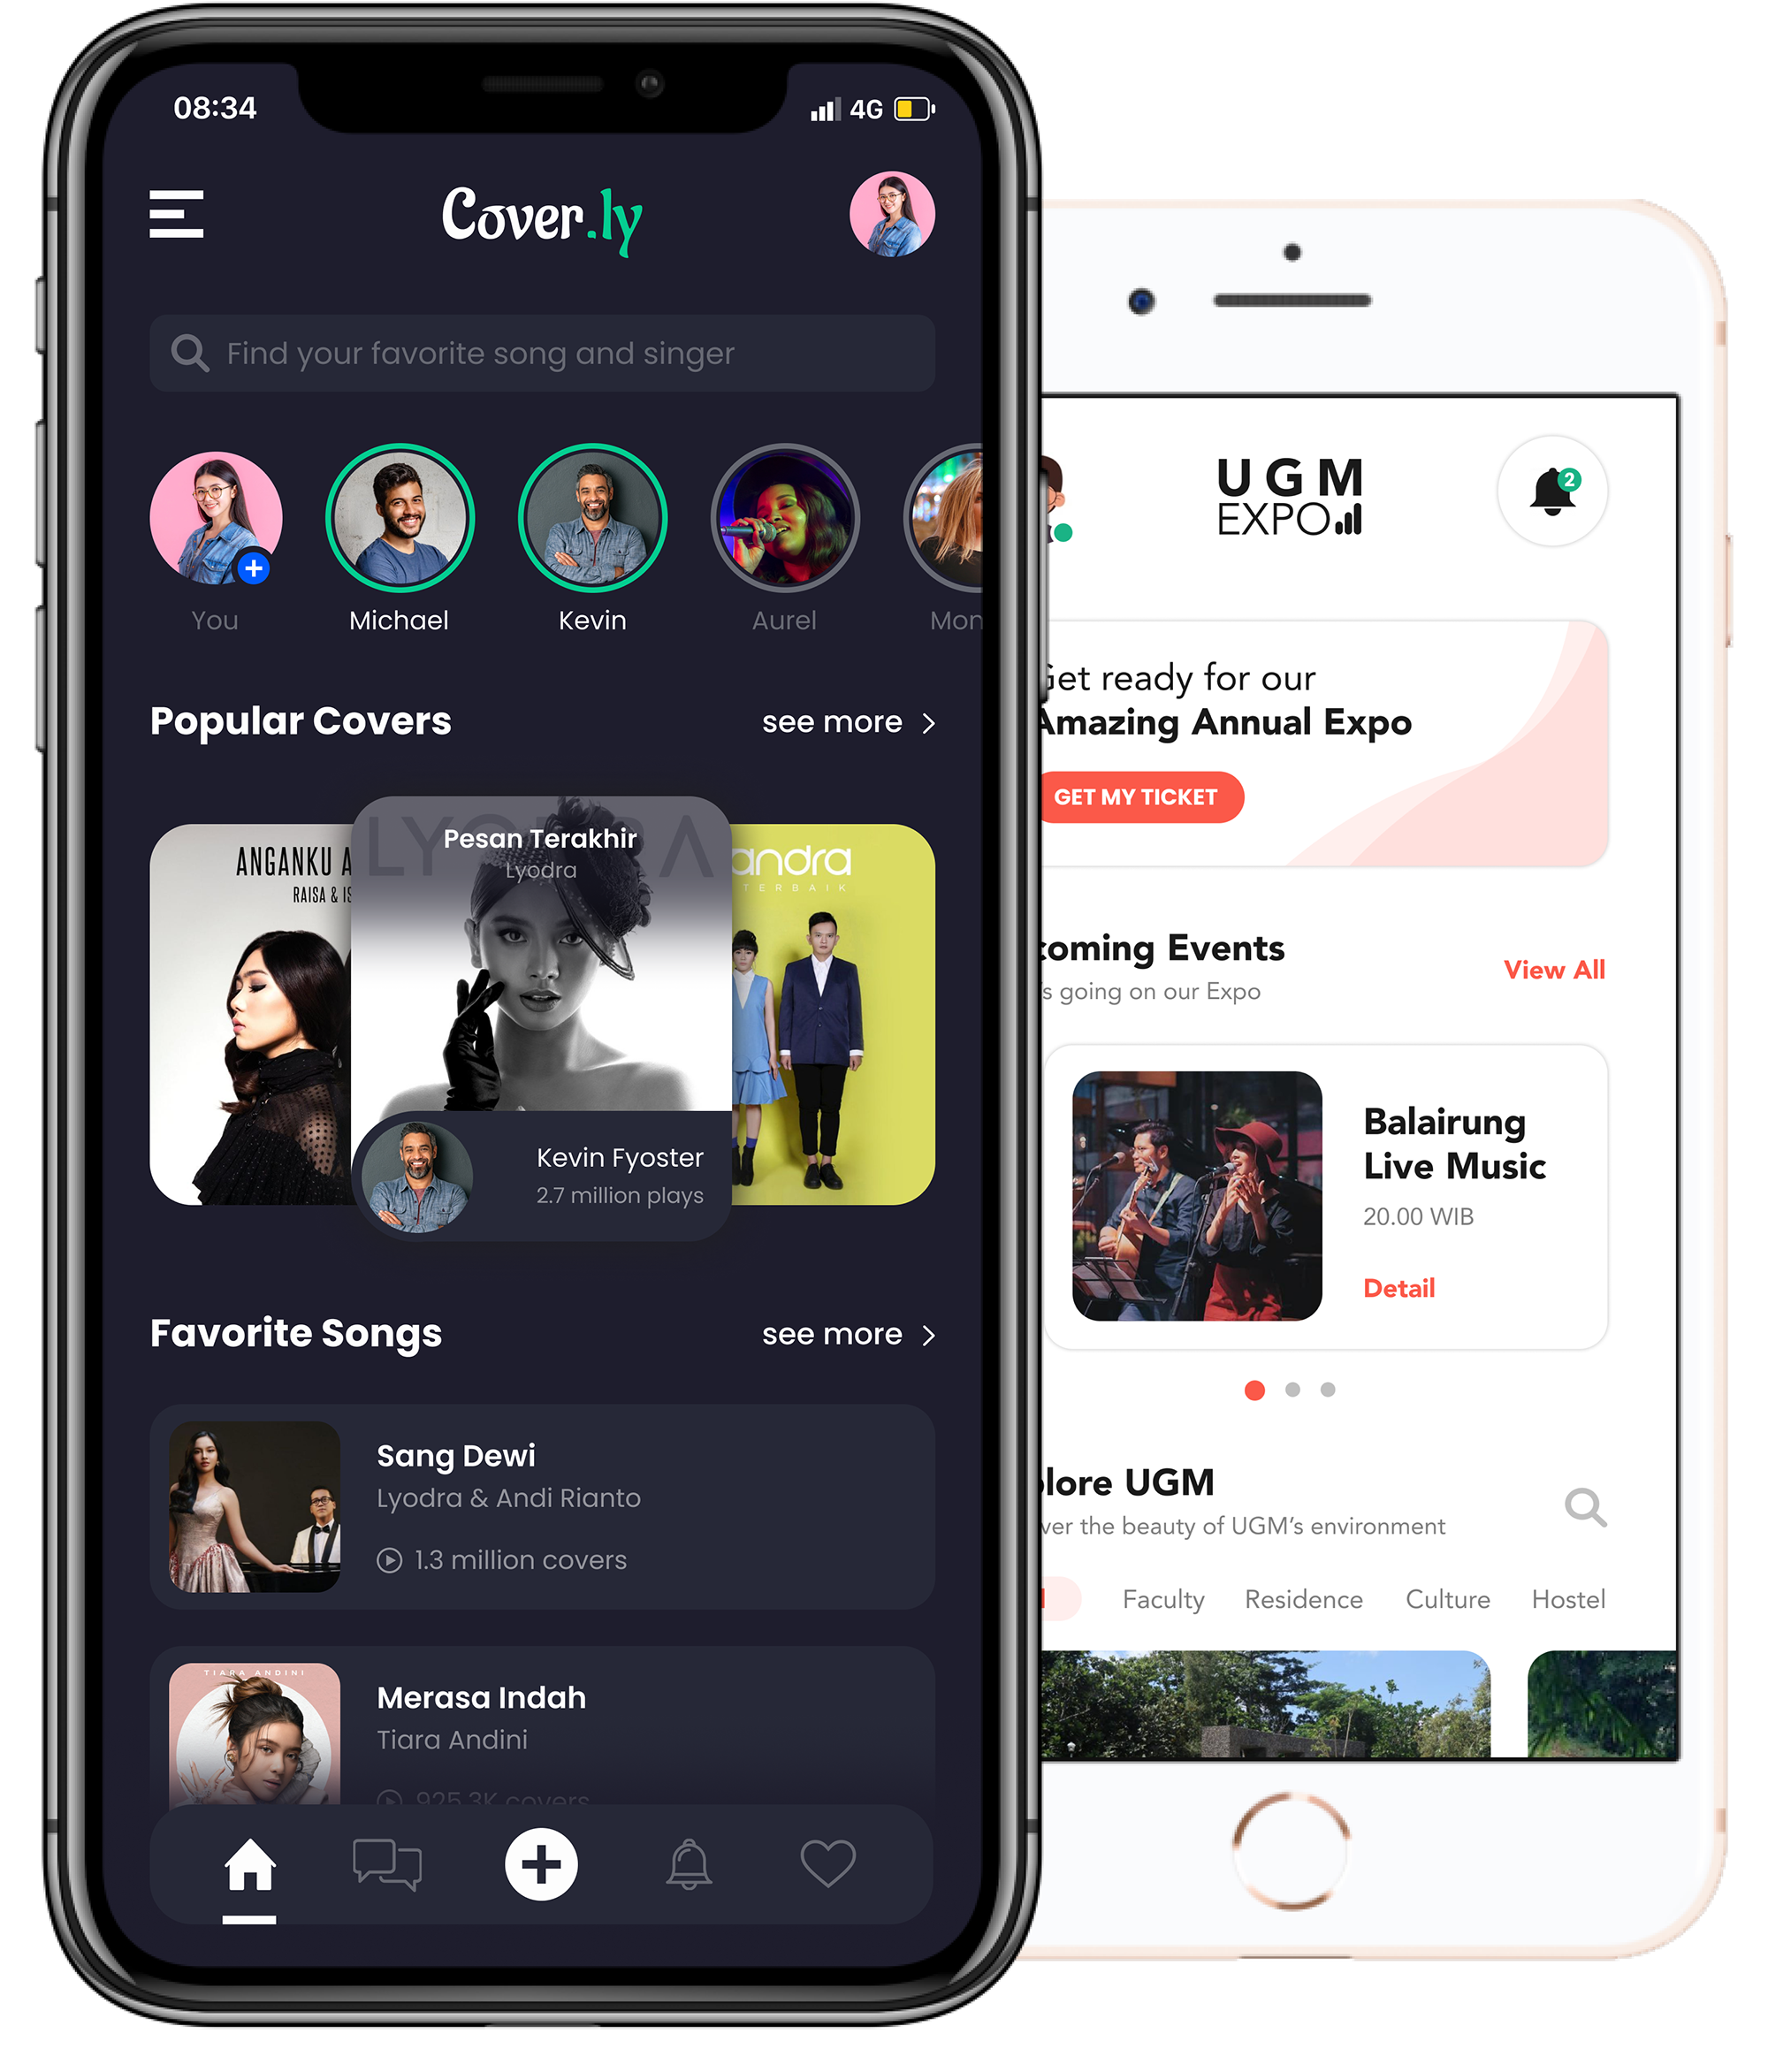 08:34
4G
Cover.ly
Find your favorite song and singer
You
Michael
Kevin
Aurel
Mon
Popular Covers
see more
ANGANKU A
RAISA & IS
LYODRA
Pesan Terakhir
Lyodra
andra
TERBAIK
Kevin Fyoster
2.7 million plays
Favorite Songs
see more
Sang Dewi
Lyodra & Andi Rianto
1.3 million covers
TIARA ANDINI
Merasa Indah
Tiara Andini
925.3K covers
UGM
EXPO
2
Get ready for our
Amazing Annual Expo
GET MY TICKET
coming Events
s going on our Expo
View All
Balairung
Live Music
20.00 WIB
Detail
lore UGM
ver the beauty of UGM's environment
Faculty
Residence
Culture
Hostel